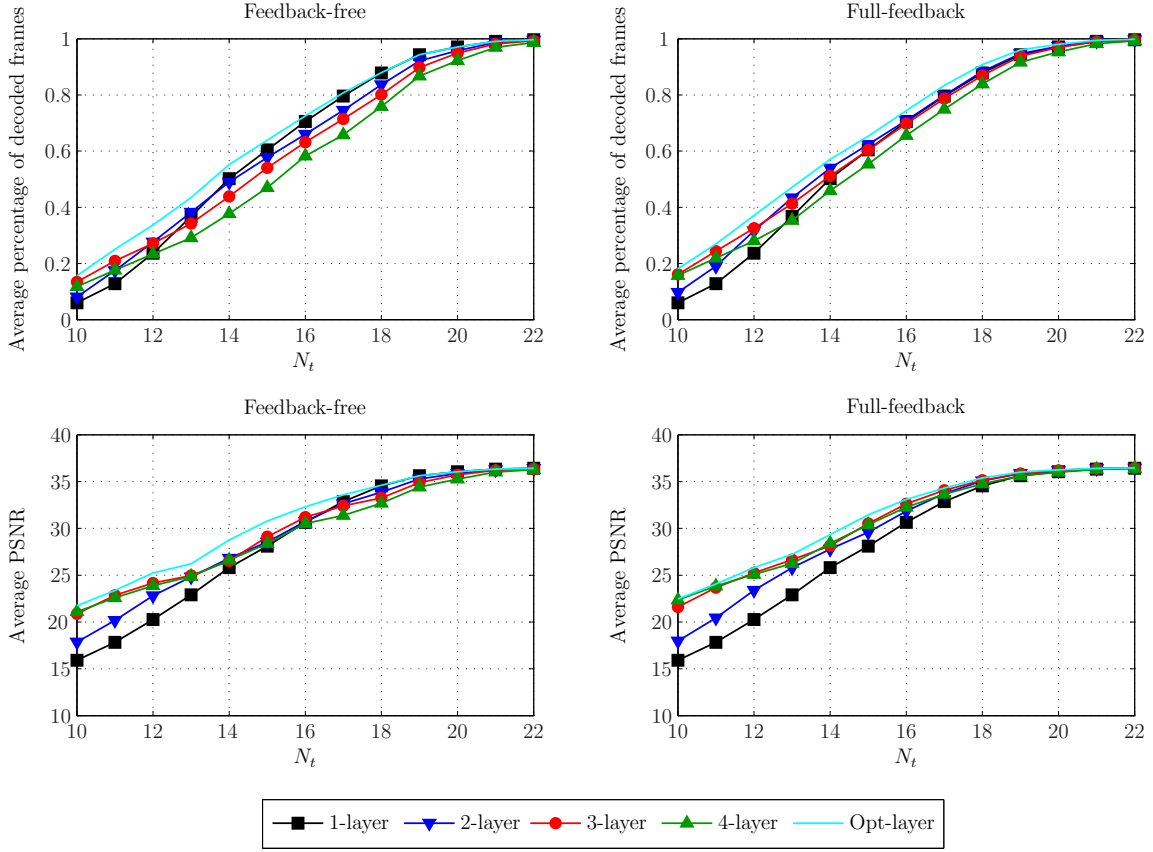 Feedback-free
Average percentage of decoded frames
1
0.8
0.6
0.4
0.2
0
10 12 14 16 18 20 22
N_t
Full-feedback
Average percentage of decoded frames
1
0.8
0.6
0.4
0.2
0
10 12 14 16 18 20 22
N_t
Feedback-free
Average PSNR
40
35
30
25
20
15
10
10 12 14 16 18 20 22
N_t
Full-feedback
Average PSNR
40
35
30
25
20
15
10
10 12 14 16 18 20 22
N_t
1-layer 2-layer 3-layer 4-layer Opt-layer